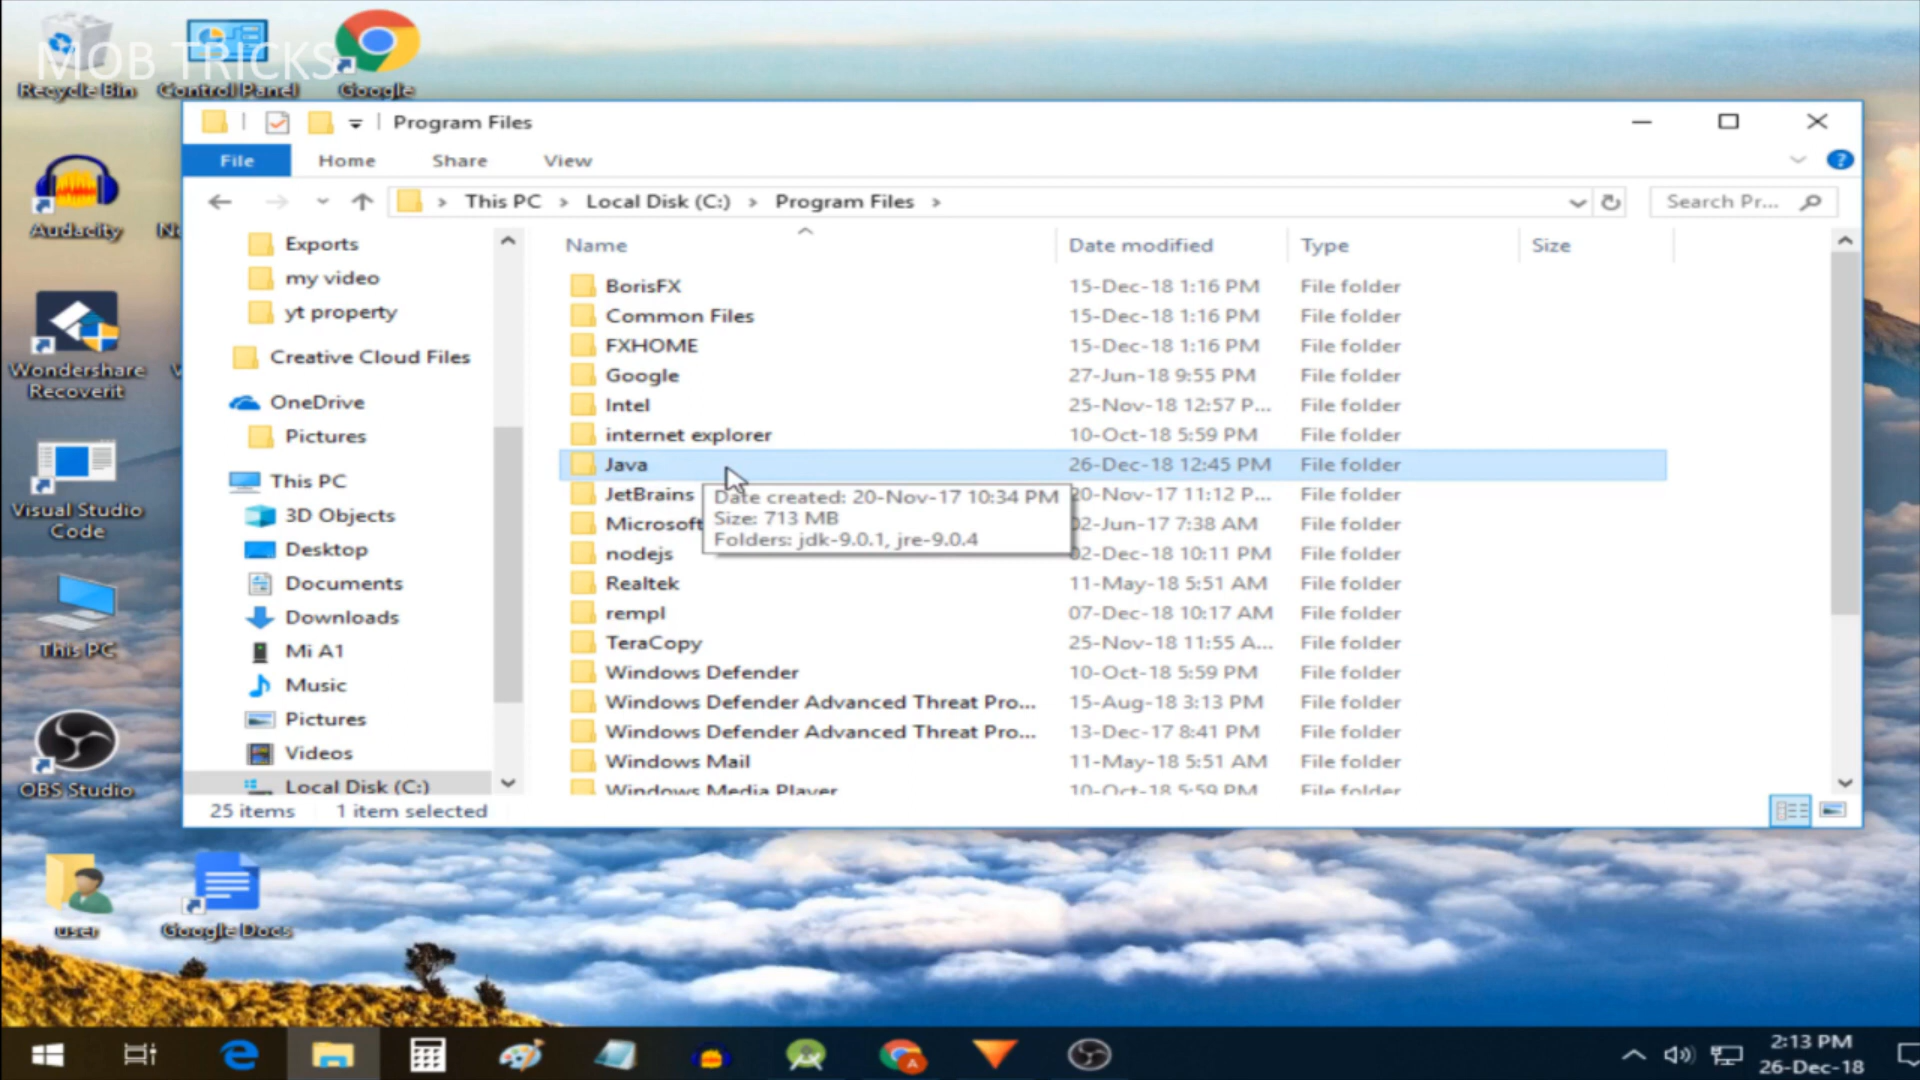 MOB TRICKS
Recycle Bin
Control Panel
Google
Program Files
File
Home
Share
View
This PC
Local Disk (C:)
Program Files
Search Pr...
Audacity
Wondershare
Recoverit
Visual Studio
Code
This PC
OBS Studio
user
Google Docs
Exports
my video
yt property
Creative Cloud Files
OneDrive
Pictures
This PC
3D Objects
Desktop
Documents
Downloads
Mi A1
Music
Pictures
Videos
Local Disk (C:)
Name Date modified Type Size
BorisFX 15-Dec-18 1:16 PM File folder
Common Files 15-Dec-18 1:16 PM File folder
FXHOME 15-Dec-18 1:16 PM File folder
Google 27-Jun-18 9:55 PM File folder
Intel 25-Nov-18 12:57 P... File folder
internet explorer 10-Oct-18 5:59 PM File folder
Java 26-Dec-18 12:45 PM File folder
JetBrains 20-Nov-17 11:12 P... File folder
Microsoft 02-Jun-17 7:38 AM File folder
nodejs 02-Dec-18 10:11 PM File folder
Date created: 20-Nov-17 10:34 PM
Size: 713 MB
Folders: jdk-9.0.1, jre-9.0.4
Realtek 11-May-18 5:51 AM File folder
rempl 07-Dec-18 10:17 AM File folder
TeraCopy 25-Nov-18 11:55 A... File folder
Windows Defender 10-Oct-18 5:59 PM File folder
Windows Defender Advanced Threat Pro... 15-Aug-18 3:13 PM File folder
Windows Defender Advanced Threat Pro... 13-Dec-17 8:41 PM File folder
Windows Mail 11-May-18 5:51 AM File folder
Windows Media Player 10-Oct-18 5:59 PM File folder
25 items 1 item selected
2:13 PM
26-Dec-18